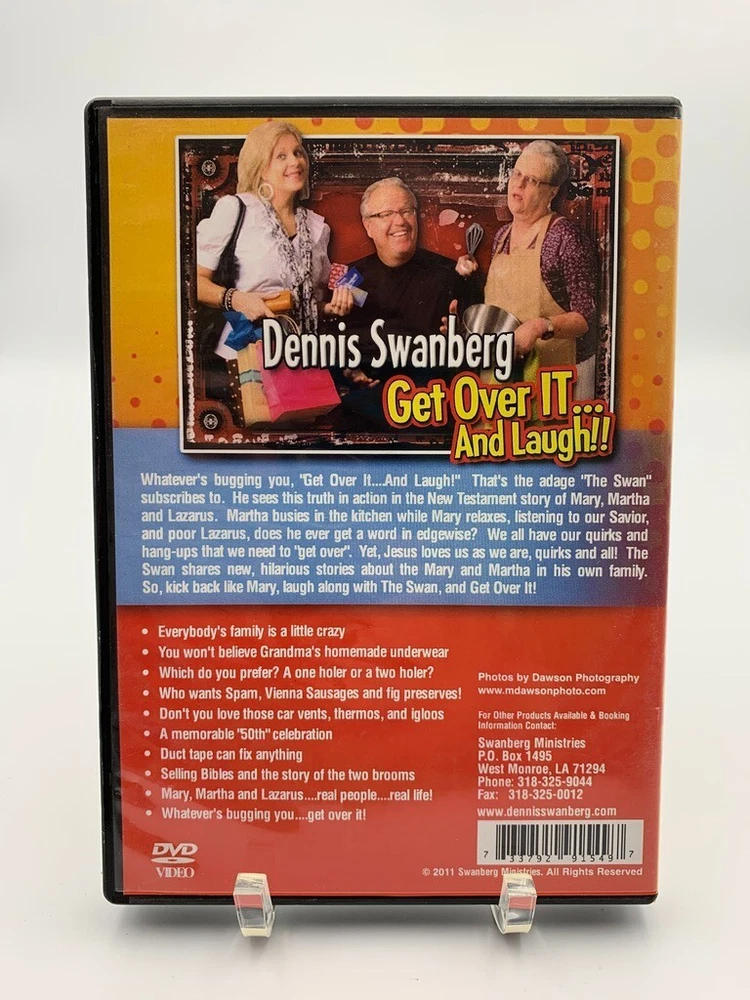 Dennis Swanberg
Get Over IT...
And Laugh!!
Whatever's bugging you, "Get Over It....And Laugh!" That's the adage "The Swan"
subscribes to. He sees this truth in action in the New Testament story of Mary, Martha
and Lazarus. Martha busies in the kitchen while Mary relaxes, listening to our Savior,
and poor Lazarus, does he ever get a word in edgewise? We all have our quirks and
hang-ups that we need to "get over". Yet, Jesus loves us as we are, quirks and all! The
Swan shares new, hilarious stories about the Mary and Martha in his own family.
So, kick back like Mary, laugh along with The Swan, and Get Over It!
• Everybody's family is a little crazy
• You won't believe Grandma's homemade underwear
• Which do you prefer? A one holer or a two holer?
• Who wants Spam, Vienna Sausages and fig preserves!
• Don't you love those car vents, thermos, and igloos
• A memorable "50th" celebration
• Duct tape can fix anything
• Selling Bibles and the story of the two brooms
• Mary, Martha and Lazarus....real people....real life!
• Whatever's bugging you....get over it!
Photos by Dawson Photography
www.mdawsonphoto.com
For Other Products Available & Booking
Information Contact:
Swanberg Ministries
P.O. Box 1495
West Monroe, LA 71294
Phone: 318-325-9044
Fax: 318-325-0012
www.dennisswanberg.com
7 33792 91549 7
DVD
VIDEO
© 2011 Swanberg Ministries. All Rights Reserved